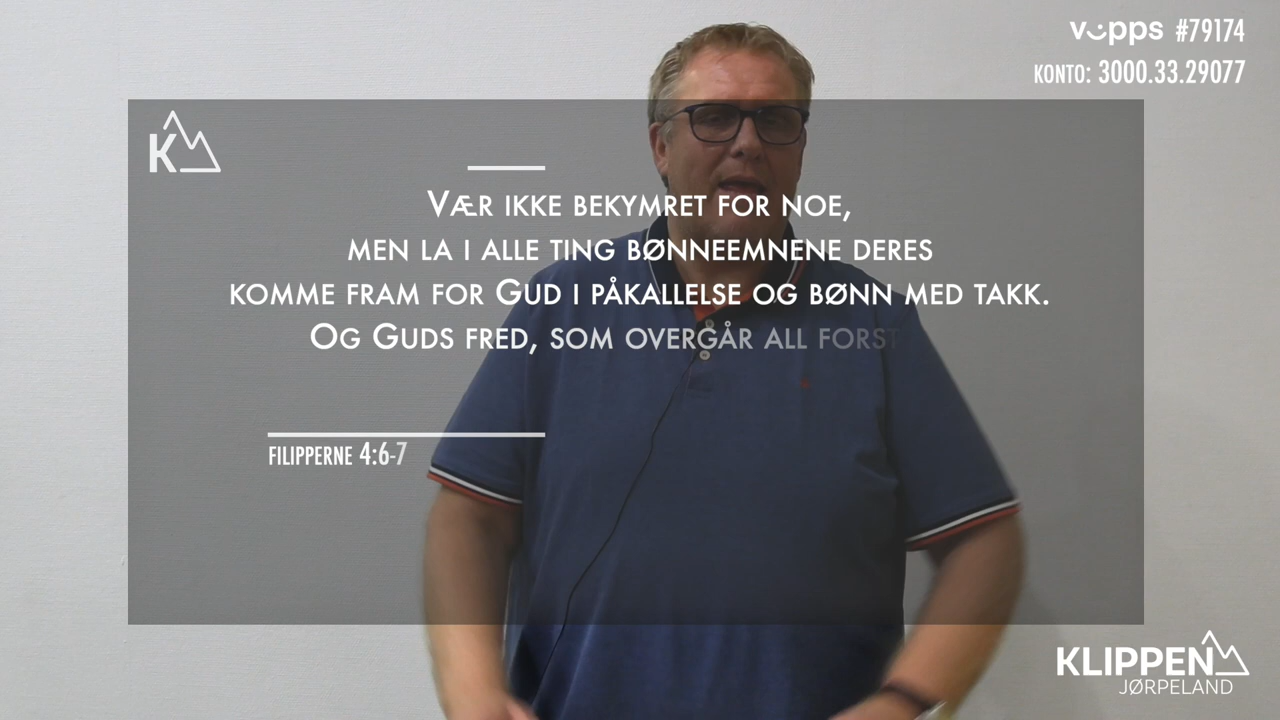 vipps #79174
KONTO: 3000.33.29077
K
VÆR IKKE BEKYMRET FOR NOE,
MEN LA I ALLE TING BØNNEEMNENE DERES
KOMME FRAM FOR GUD I PÅKALLELSE OG BØNN MED TAKK.
OG GUDS FRED, SOM OVERGÅR ALL FORST
FILIPPERNE 4:6-7
KLIPPEN
JØRPELAND